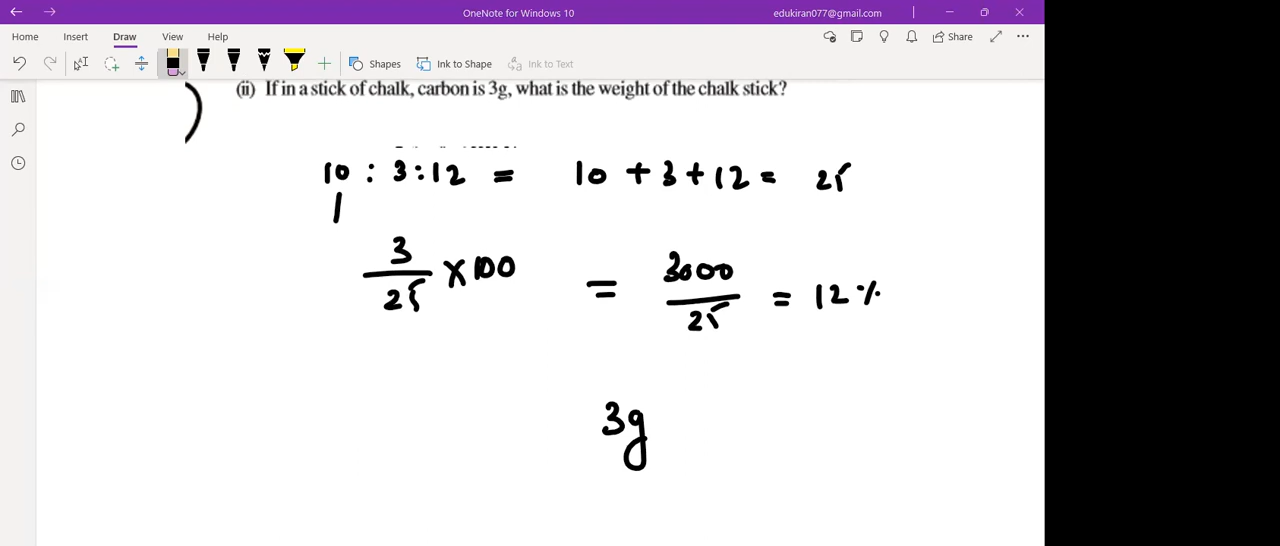 OneNote for Windows 10
edukiran077@gmail.com
Home Insert Draw View Help
Share
Shapes Ink to Shape Ink to Text
(ii) If in a stick of chalk, carbon is 3g, what is the weight of the chalk stick?
10 : 3 : 12 = 10 + 3 + 12 = 25
3/25 × 100 = 3000/25 = 12 %
3g